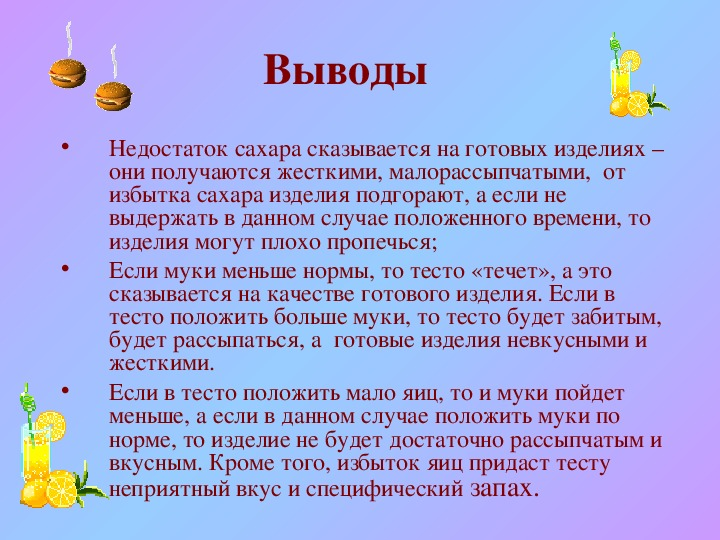 Выводы
• Недостаток сахара сказывается на готовых изделиях –
они получаются жесткими, малорассыпчатыми,  от
избытка сахара изделия подгорают, а если не
выдержать в данном случае положенного времени, то
изделия могут плохо пропечься;
• Если муки меньше нормы, то тесто «течет», а это
сказывается на качестве готового изделия. Если в
тесто положить больше муки, то тесто будет забитым,
будет рассыпаться, а  готовые изделия невкусными и
жесткими.
• Если в тесто положить мало яиц, то и муки пойдет
меньше, а если в данном случае положить муки по
норме, то изделие не будет достаточно рассыпчатым и
вкусным. Кроме того, избыток яиц придаст тесту
неприятный вкус и специфический запах.